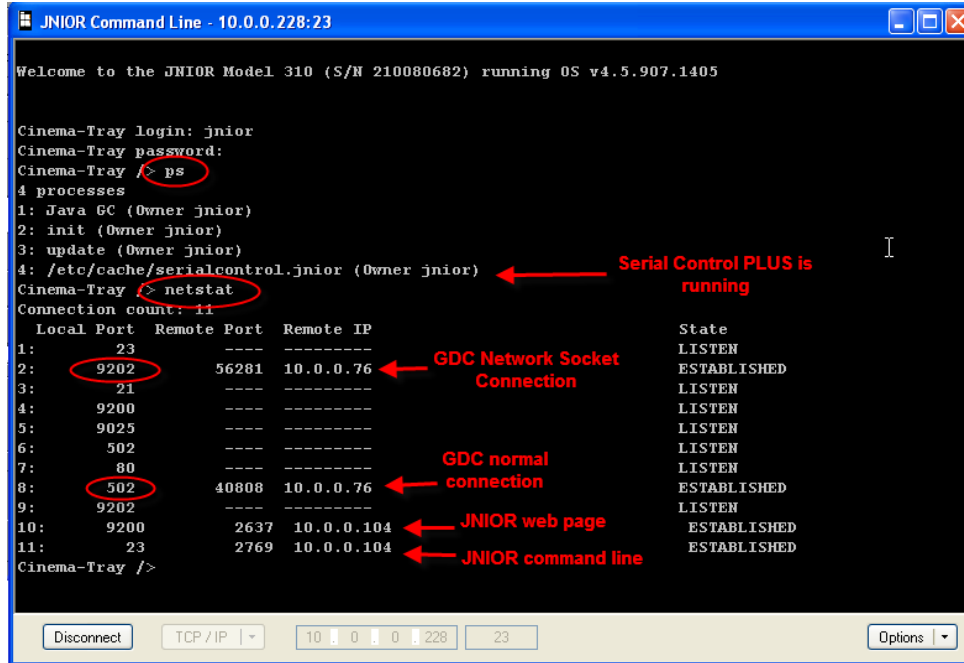 JNIOR Command Line - 10.0.0.228:23
Welcome to the JNIOR Model 310 (S/N 210080682) running OS v4.5.907.1405
Cinema-Tray login: jnior
Cinema-Tray password:
Cinema-Tray /> ps
4 processes
1: Java GC (Owner jnior)
2: init (Owner jnior)
3: update (Owner jnior)
4: /etc/cache/serialcontrol.jnior (Owner jnior)
Serial Control PLUS is
running
Cinema-Tray /> netstat
Connection count: 11
Local Port Remote Port Remote IP State
1: 23 ---- --------- LISTEN
2: 9202 56281 10.0.0.76 ESTABLISHED
GDC Network Socket
Connection
3: 21 ---- --------- LISTEN
4: 9200 ---- --------- LISTEN
5: 9025 ---- --------- LISTEN
6: 502 ---- --------- LISTEN
7: 80 ---- --------- LISTEN
8: 502 40808 10.0.0.76 ESTABLISHED
GDC normal
connection
9: 9202 ---- --------- LISTEN
10: 9200 2637 10.0.0.104 ESTABLISHED
JNIOR web page
11: 23 2769 10.0.0.104 ESTABLISHED
JNIOR command line
Cinema-Tray />
Disconnect TCP / IP 10 . 0 . 0 . 228 23 Options